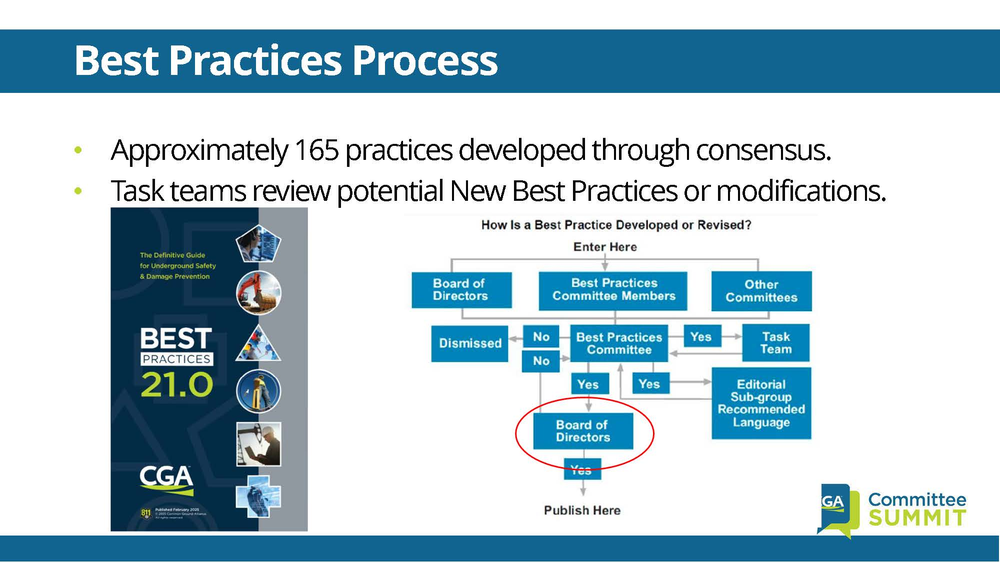 Best Practices Process
• Approximately 165 practices developed through consensus.
• Task teams review potential New Best Practices or modifications.
The Definitive Guide
for Underground Safety
& Damage Prevention
BEST
PRACTICES
21.0
CGA
811
Published February 2025
© 2025 Common Ground Alliance.
All rights reserved.
How Is a Best Practice Developed or Revised?
Enter Here
Board of
Directors
Best Practices
Committee Members
Other
Committees
Dismissed
No
Best Practices
Committee
Yes
Task
Team
No
Yes
Yes
Editorial
Sub-group
Recommended
Language
Board of
Directors
Yes
Publish Here
CGA
Committee
SUMMIT